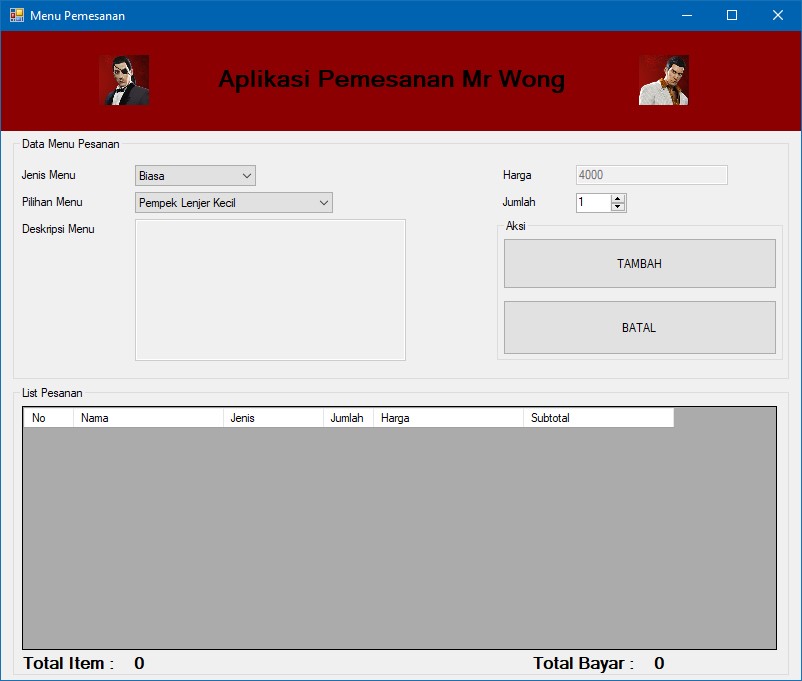 Menu Pemesanan
Aplikasi Pemesanan Mr Wong
Data Menu Pesanan
Jenis Menu Biasa Harga 4000
Pilihan Menu Pempek Lenjer Kecil Jumlah 1
Deskripsi Menu Aksi
TAMBAH
BATAL
List Pesanan
No Nama Jenis Jumlah Harga Subtotal
Total Item : 0 Total Bayar : 0